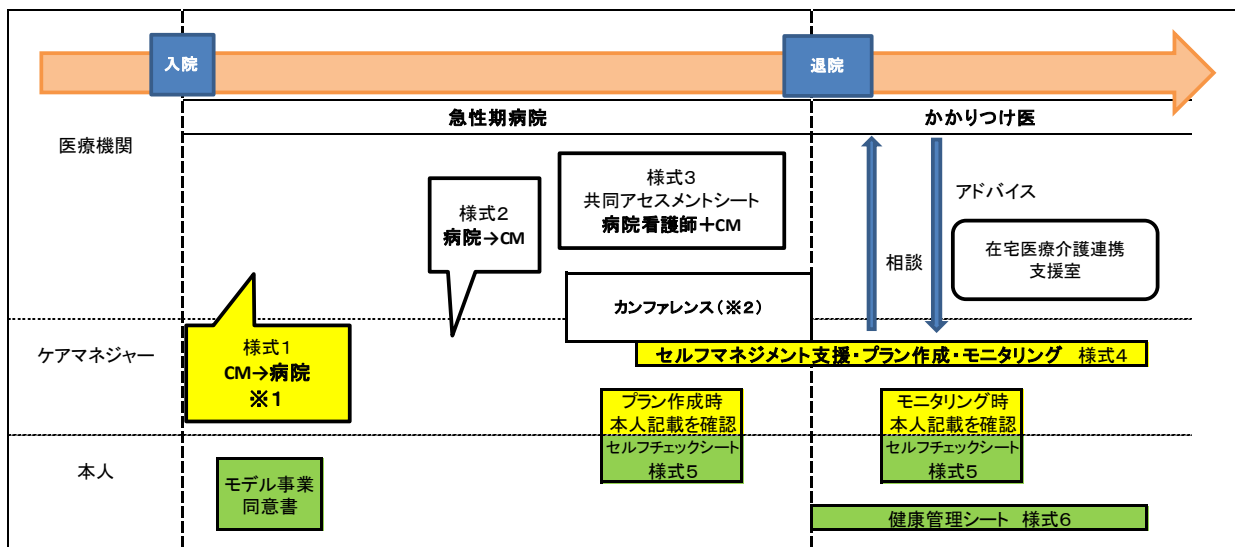 入院
退院
急性期病院
かかりつけ医
医療機関
様式2
病院→CM
様式3
共同アセスメントシート
病院看護師+CM
アドバイス
相談
在宅医療介護連携
支援室
カンファレンス(※2)
ケアマネジャー
様式1
CM→病院
※1
セルフマネジメント支援・プラン作成・モニタリング 様式4
プラン作成時
本人記載を確認
セルフチェックシート
様式5
モニタリング時
本人記載を確認
セルフチェックシート
様式5
本人
モデル事業
同意書
健康管理シート 様式6